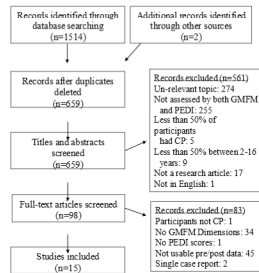 Records identified through
database searching
(n=1514)
Additional records identified
through other sources
(n=2)
Records after duplicates
deleted
(n=659)
Records excluded (n=561)
Un-relevant topic: 274
Not assessed by both GMFM
and PEDI: 255
Less than 50% of
participants
had CP: 5
Less than 50% between 2-16
years: 9
Not a research article: 17
Not in English: 1
Titles and abstracts
screened
(n=659)
Full-text articles screened
(n=98)
Records excluded (n=83)
Participants not CP: 1
No GMFM Dimensions: 34
No PEDI scores: 1
Not usable pre/post data: 45
Single case report: 2
Studies included
(n=15)